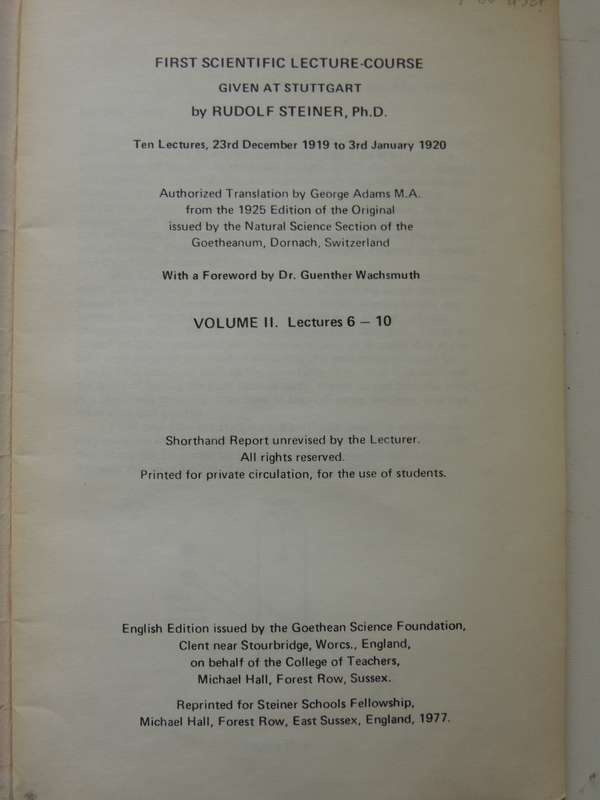 FIRST SCIENTIFIC LECTURE-COURSE
GIVEN AT STUTTGART
by RUDOLF STEINER, Ph.D.
Ten Lectures, 23rd December 1919 to 3rd January 1920
Authorized Translation by George Adams M.A.
from the 1925 Edition of the Original
issued by the Natural Science Section of the
Goetheanum, Dornach, Switzerland
With a Foreword by Dr. Guenther Wachsmuth
VOLUME II. Lectures 6 – 10
Shorthand Report unrevised by the Lecturer.
All rights reserved.
Printed for private circulation, for the use of students.
English Edition issued by the Goethean Science Foundation,
Clent near Stourbridge, Worcs., England,
on behalf of the College of Teachers,
Michael Hall, Forest Row, Sussex.
Reprinted for Steiner Schools Fellowship,
Michael Hall, Forest Row, East Sussex, England, 1977.